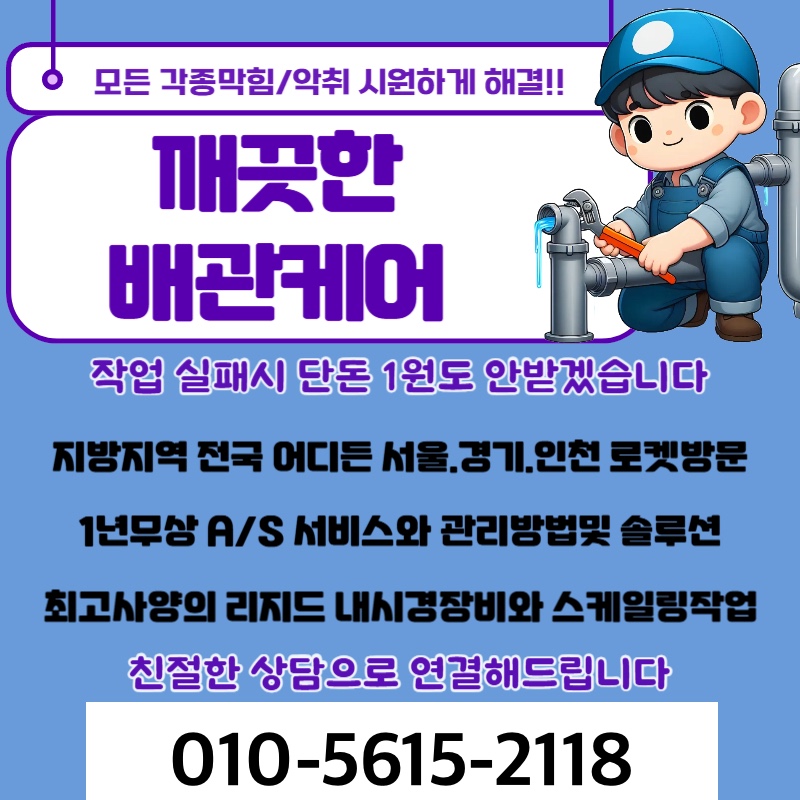 모든 각종막힘/악취 시원하게 해결!!
깨끗한
배관케어
작업 실패시 단돈 1원도 안받겠습니다
지방지역 전국 어디든 서울.경기.인천 로켓방문
1년무상 A/S 서비스와 관리방법및 솔루션
최고사양의 리지드 내시경장비와 스케일링작업
친절한 상담으로 연결해드립니다
010-5615-2118